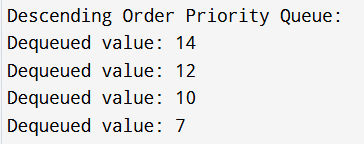 Descending Order Priority Queue:
Dequeued value: 14
Dequeued value: 12
Dequeued value: 10
Dequeued value: 7